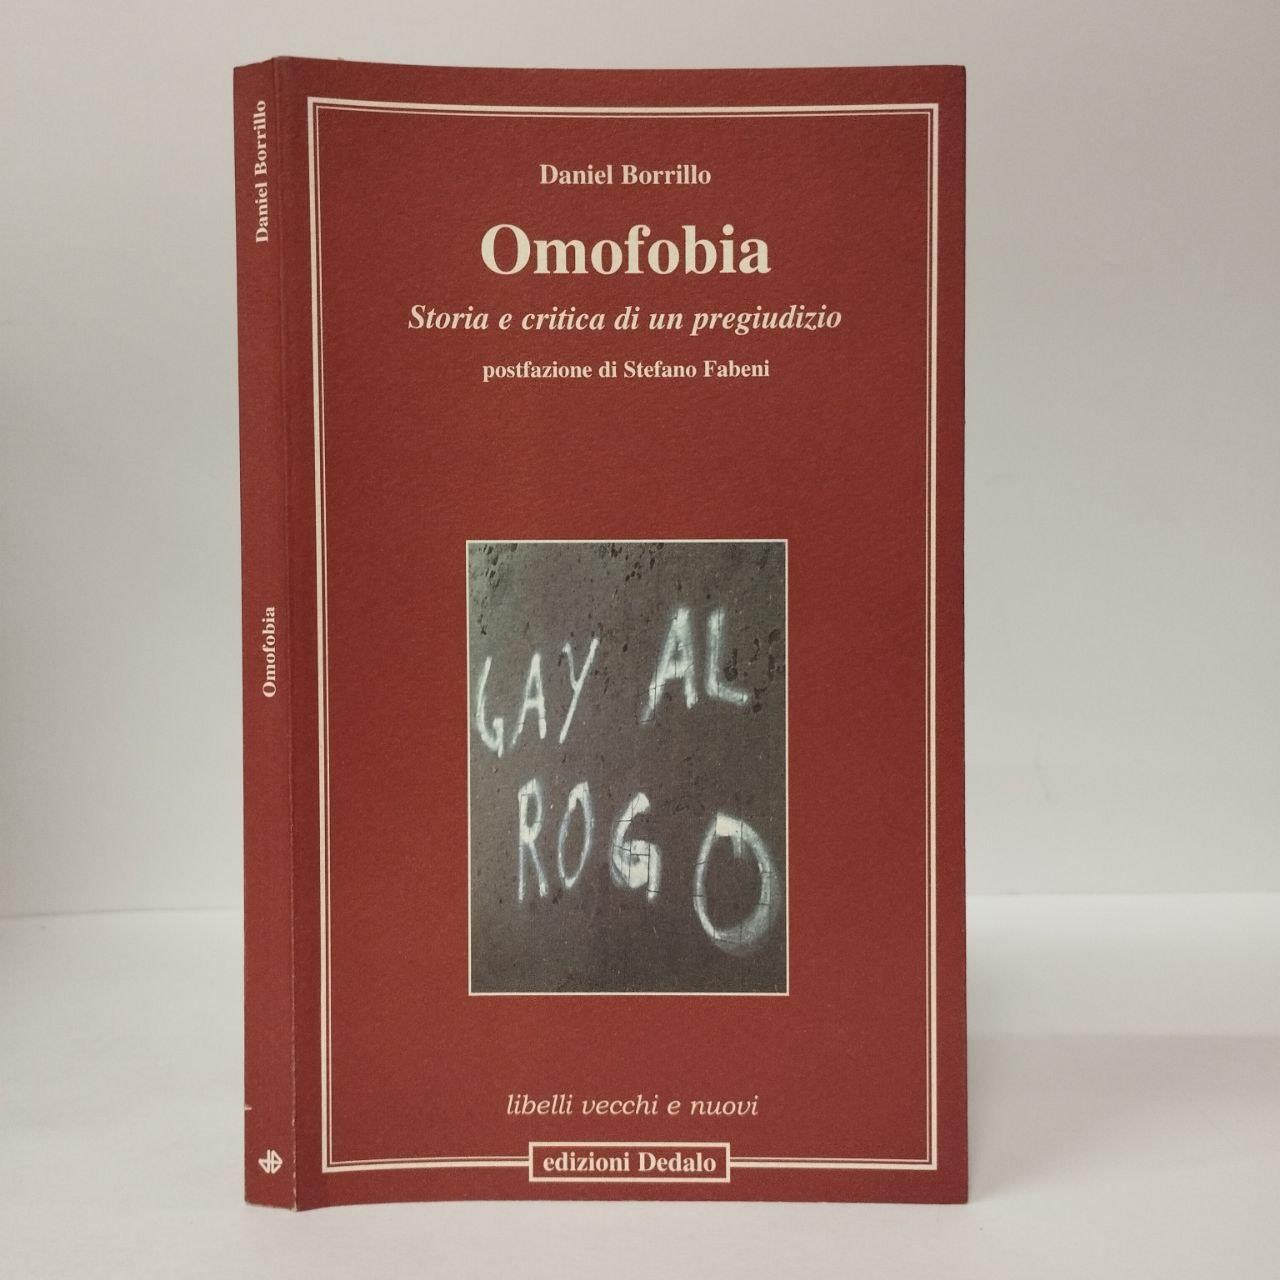 Daniel Borrillo
Omofobia
Daniel Borrillo
Omofobia
Storia e critica di un pregiudizio
postfazione di Stefano Fabeni
GAY AL
ROGO
libelli vecchi e nuovi
edizioni Dedalo